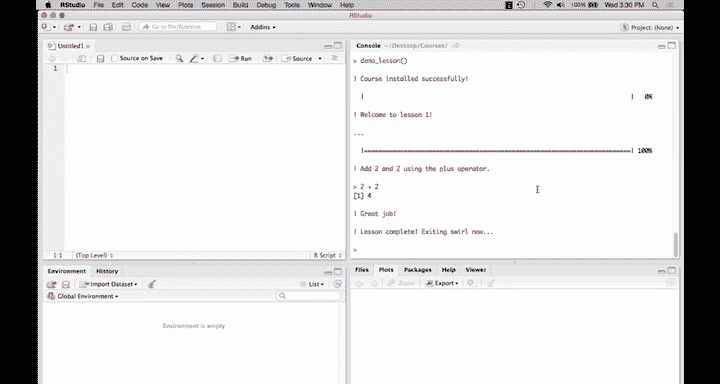 RStudio File Edit Code View Plots Session Build Debug Tools Window Help 100% Wed 3:30 PM
RStudio
Go to file/function Addins Project: (None)
Untitled1
Source on Save Run Source
1
1:1 (Top Level) R Script
Console ~/Desktop/Courses/
> demo_lesson()
| Course installed successfully!
| | 0%
| Welcome to lesson 1!
...
|======================================================================| 100%
| Add 2 and 2 using the plus operator.
> 2 + 2
[1] 4
| Great job!
| Lesson complete! Exiting swirl now...
>
Environment History
Import Dataset List
Global Environment
Environment is empty
Files Plots Packages Help Viewer
Zoom Export